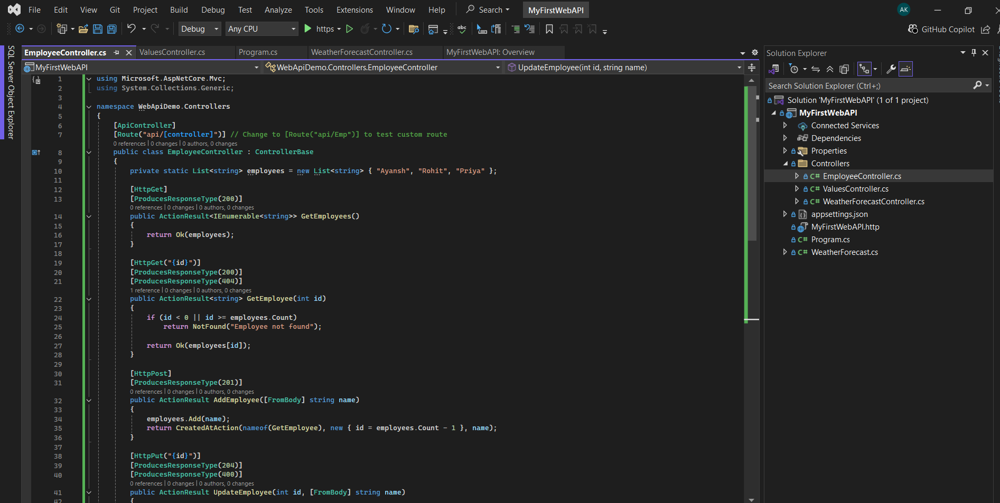 File Edit View Git Project Build Debug Test Analyze Tools Extensions Window Help Search MyFirstWebAPI AK
Debug Any CPU https abc GitHub Copilot
SQL Server Object Explorer
EmployeeController.cs ValuesController.cs Program.cs WeatherForecastController.cs MyFirstWebAPI: Overview
MyFirstWebAPI WebApiDemo.Controllers.EmployeeController UpdateEmployee(int id, string name)
1 using Microsoft.AspNetCore.Mvc;
2 using System.Collections.Generic;
3
4 namespace WebApiDemo.Controllers
5 {
6 [ApiController]
7 [Route("api/[controller]")] // Change to [Route("api/Emp")] to test custom route
0 references | 0 changes | 0 authors, 0 changes
8 public class EmployeeController : ControllerBase
9 {
10 private static List<string> employees = new List<string> { "Ayansh", "Rohit", "Priya" };
11
12 [HttpGet]
13 [ProducesResponseType(200)]
0 references | 0 changes | 0 authors, 0 changes
14 public ActionResult<IEnumerable<string>> GetEmployees()
15 {
16 return Ok(employees);
17 }
18
19 [HttpGet("{id}")]
20 [ProducesResponseType(200)]
21 [ProducesResponseType(404)]
1 reference | 0 changes | 0 authors, 0 changes
22 public ActionResult<string> GetEmployee(int id)
23 {
24 if (id < 0 || id >= employees.Count)
25 return NotFound("Employee not found");
26
27 return Ok(employees[id]);
28 }
29
30 [HttpPost]
31 [ProducesResponseType(201)]
0 references | 0 changes | 0 authors, 0 changes
32 public ActionResult AddEmployee([FromBody] string name)
33 {
34 employees.Add(name);
35 return CreatedAtAction(nameof(GetEmployee), new { id = employees.Count - 1 }, name);
36 }
37
38 [HttpPut("{id}")]
39 [ProducesResponseType(204)]
40 [ProducesResponseType(400)]
0 references | 0 changes | 0 authors, 0 changes
41 public ActionResult UpdateEmployee(int id, [FromBody] string name)
42 {
Solution Explorer
Search Solution Explorer (Ctrl+;)
Solution 'MyFirstWebAPI' (1 of 1 project)
MyFirstWebAPI
Connected Services
Dependencies
Properties
Controllers
C# EmployeeController.cs
C# ValuesController.cs
C# WeatherForecastController.cs
appsettings.json
MyFirstWebAPI.http
C# Program.cs
C# WeatherForecast.cs